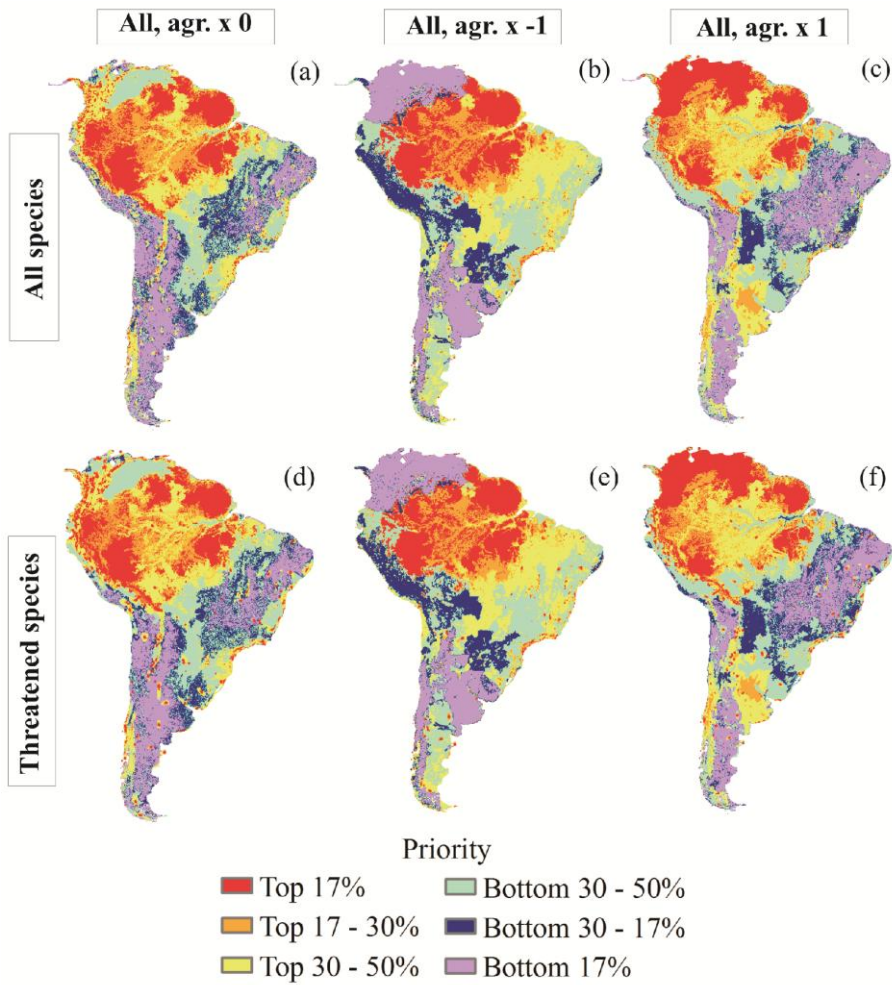 All, agr. x 0
All, agr. x -1
All, agr. x 1
(a)
(b)
(c)
All species
(d)
(e)
(f)
Threatened species
Priority
Top 17%
Bottom 30 - 50%
Top 17 - 30%
Bottom 30 - 17%
Top 30 - 50%
Bottom 17%